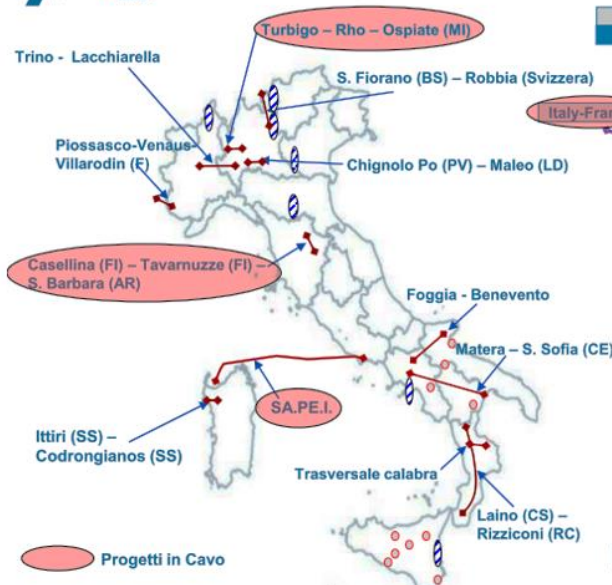 Turbigo – Rho – Ospiate (MI)
Trino - Lacchiarella
S. Fiorano (BS) – Robbia (Svizzera)
Piossasco-Venaus-
Villarodin (F)
Chignolo Po (PV) – Maleo (LD)
Casellina (FI) – Tavarnuzze (FI) –
S. Barbara (AR)
Foggia - Benevento
Matera – S. Sofia (CE)
SA.PE.I.
Ittiri (SS) –
Codrongianos (SS)
Trasversale calabra
Laino (CS) –
Rizziconi (RC)
Progetti in Cavo